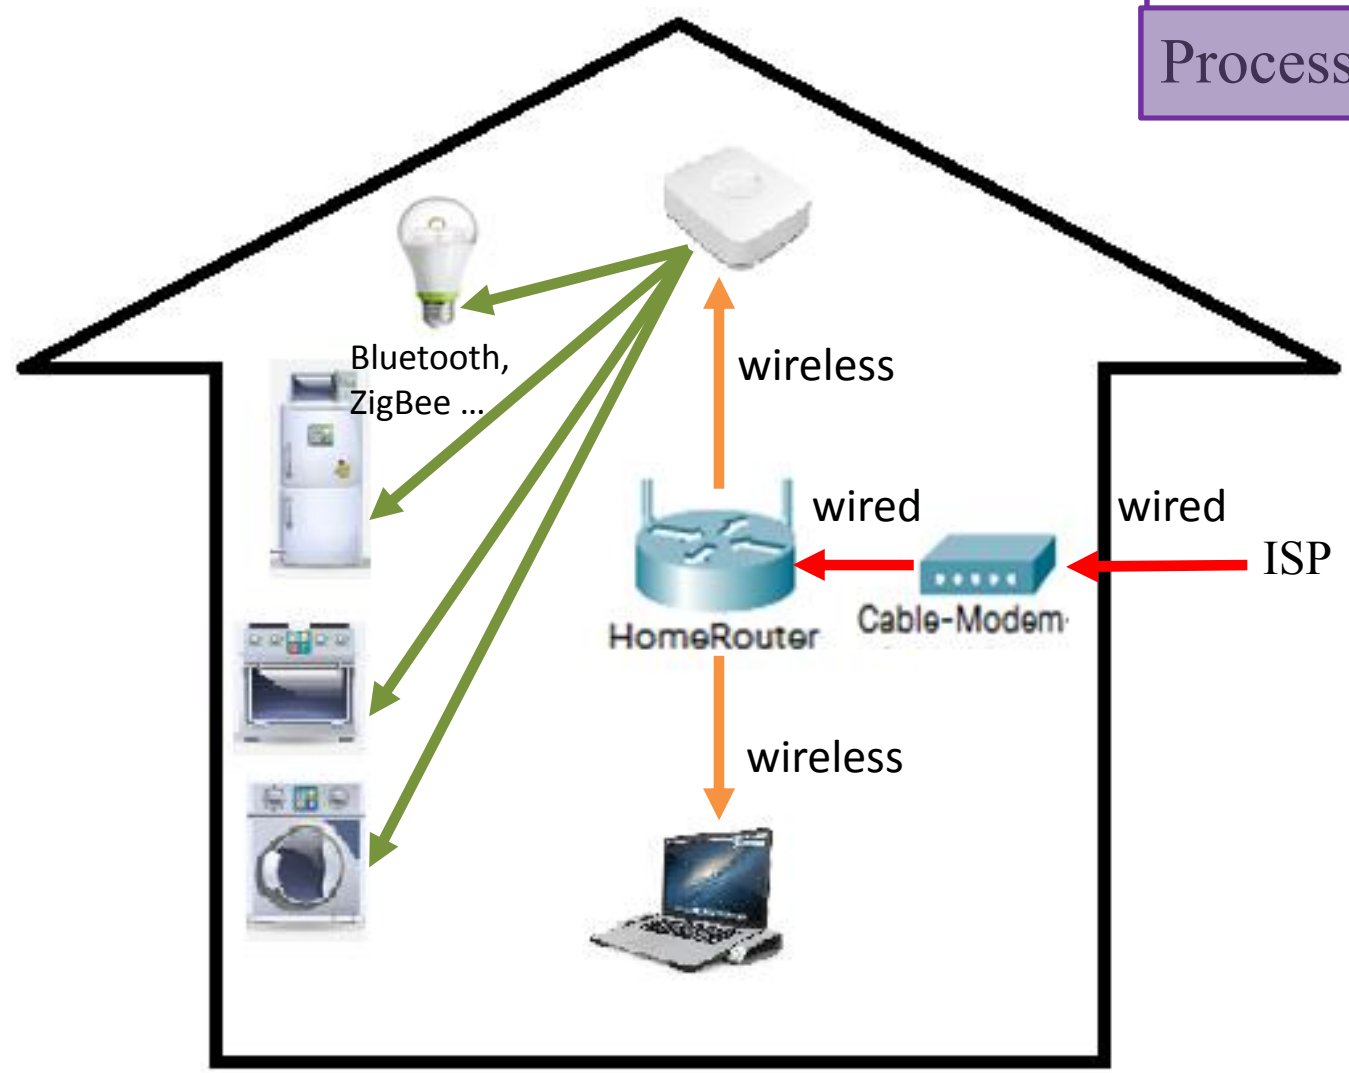 Process
Bluetooth,
ZigBee ...
wireless
wired
wired
ISP
HomeRouter
Cable-Modem
wireless